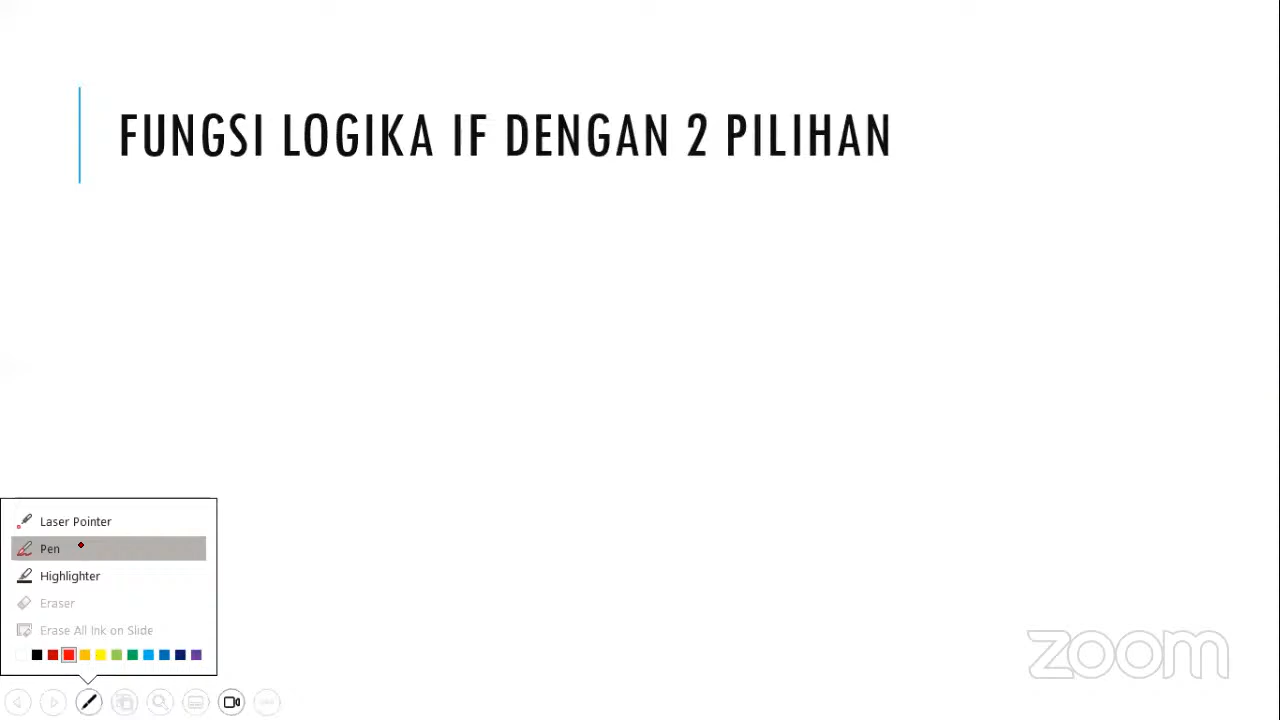 FUNGSI LOGIKA IF DENGAN 2 PILIHAN
Laser Pointer
Pen
Highlighter
Eraser
Erase All Ink on Slide
zoom